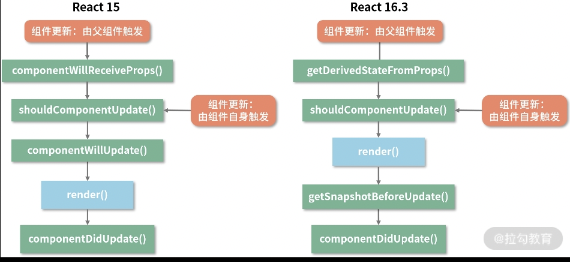 React 15
组件更新：由父组件触发
componentWillReceiveProps()
shouldComponentUpdate()
组件更新：
由组件自身触发
componentWillUpdate()
render()
componentDidUpdate()
React 16.3
组件更新：由父组件触发
getDerivedStateFromProps()
shouldComponentUpdate()
组件更新：
由组件自身触发
render()
getSnapshotBeforeUpdate()
componentDidUpdate()
@拉勾教育